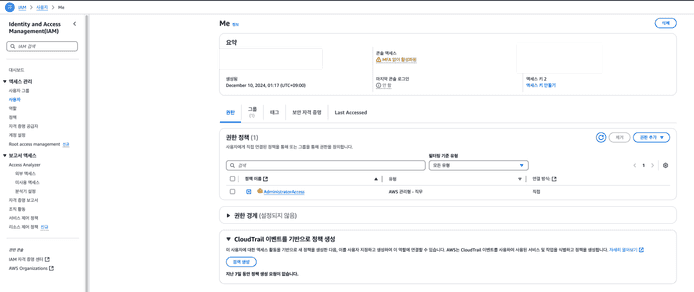 IAM > 사용자 > Me
Identity and Access Management(IAM)
IAM 검색
대시보드
액세스 관리
사용자 그룹
사용자
역할
정책
자격 증명 공급자
계정 설정
Root access management 신규
보고서 액세스
Access Analyzer
외부 액세스
미사용 액세스
분석기 설정
자격 증명 보고서
조직 활동
서비스 제어 정책
리소스 제어 정책 신규
관련 콘솔
IAM 자격 증명 센터
AWS Organizations
Me 정보
삭제
요약
콘솔 액세스
MFA 없이 활성화됨
생성됨
December 10, 2024, 01:17 (UTC+09:00)
마지막 콘솔 로그인
안 함
액세스 키 2
액세스 키 만들기
권한
그룹
태그
보안 자격 증명
Last Accessed
권한 정책 (1)
제거
권한 추가
사용자에게 직접 연결된 정책을 통해 또는 그룹을 통해 권한을 정의합니다.
필터링 기준 유형
검색
모든 유형
1
정책 이름
유형
연결 방식:
AdministratorAccess
AWS 관리형 - 직무
직접
권한 경계 (설정되지 않음)
CloudTrail 이벤트를 기반으로 정책 생성
이 사용자에 대한 액세스 활동을 기반으로 새 정책을 생성한 다음, 이를 사용자 지정하고 생성하여 이 역할에 연결할 수 있습니다. AWS는 CloudTrail 이벤트를 사용하여 사용된 서비스 및 작업을 식별하고 정책을 생성합니다. 자세히 알아보기
정책 생성
지난 7일 동안 정책 생성 요청이 없습니다.